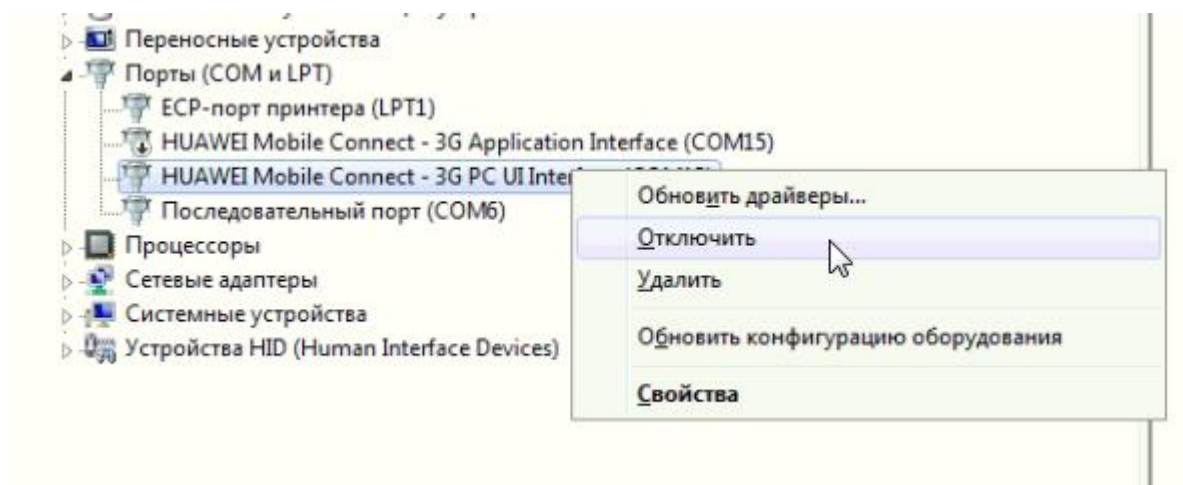 Переносные устройства
Порты (COM и LPT)
ECP-порт принтера (LPT1)
HUAWEI Mobile Connect - 3G Application Interface (COM15)
HUAWEI Mobile Connect - 3G PC UI
Последовательный порт (COM6)
Процессоры
Сетевые адаптеры
Системные устройства
Устройства HID (Human Interface Devices)
Обновить драйверы...
Отключить
Удалить
Обновить конфигурацию оборудования
Свойства